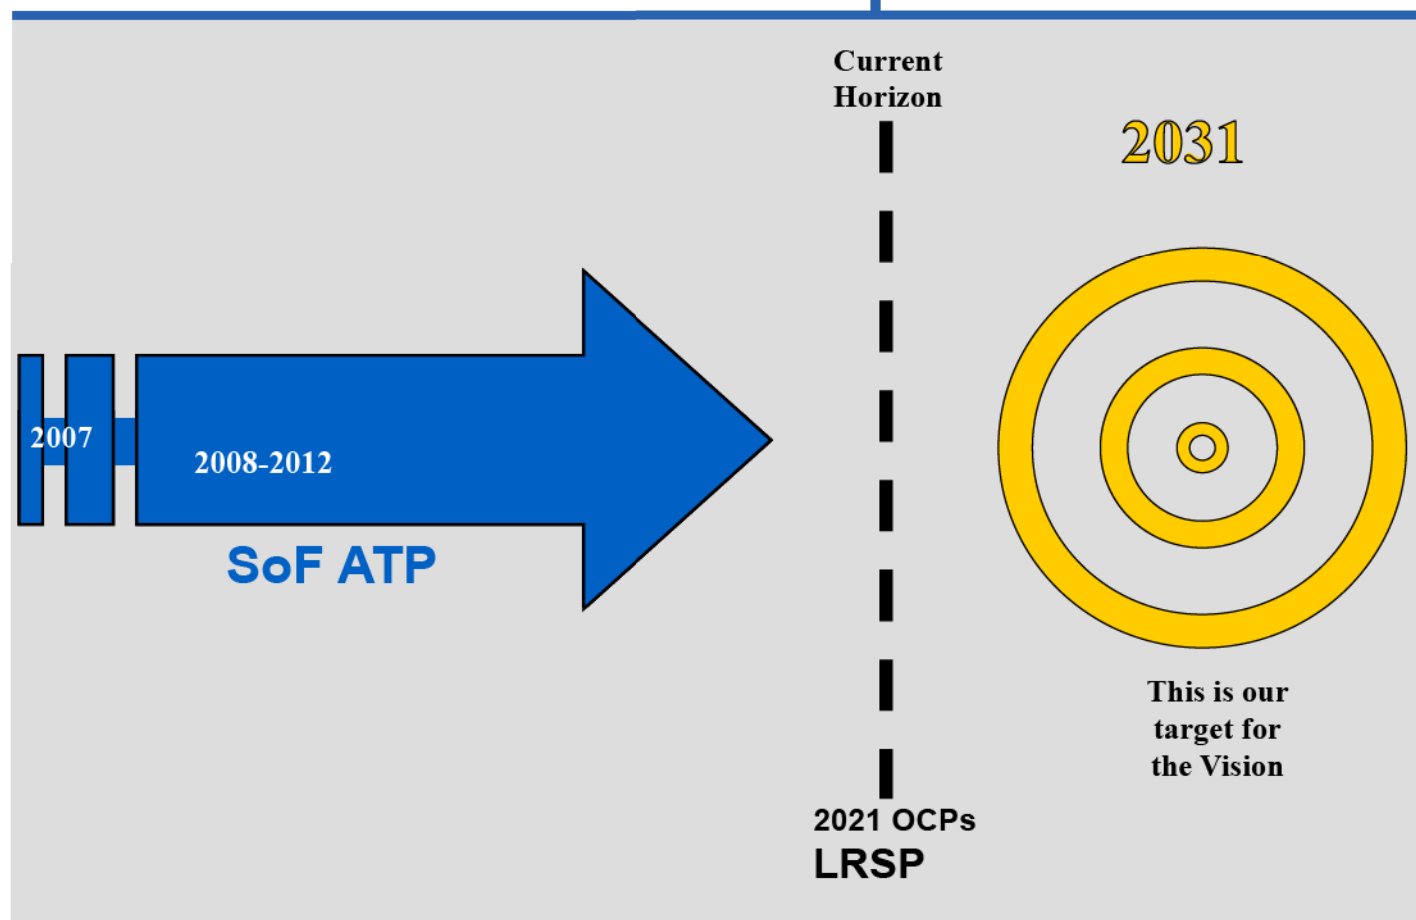 Current
Horizon
2031
2007
2008-2012
SoF ATP
This is our
target for
the Vision
2021 OCPs
LRSP